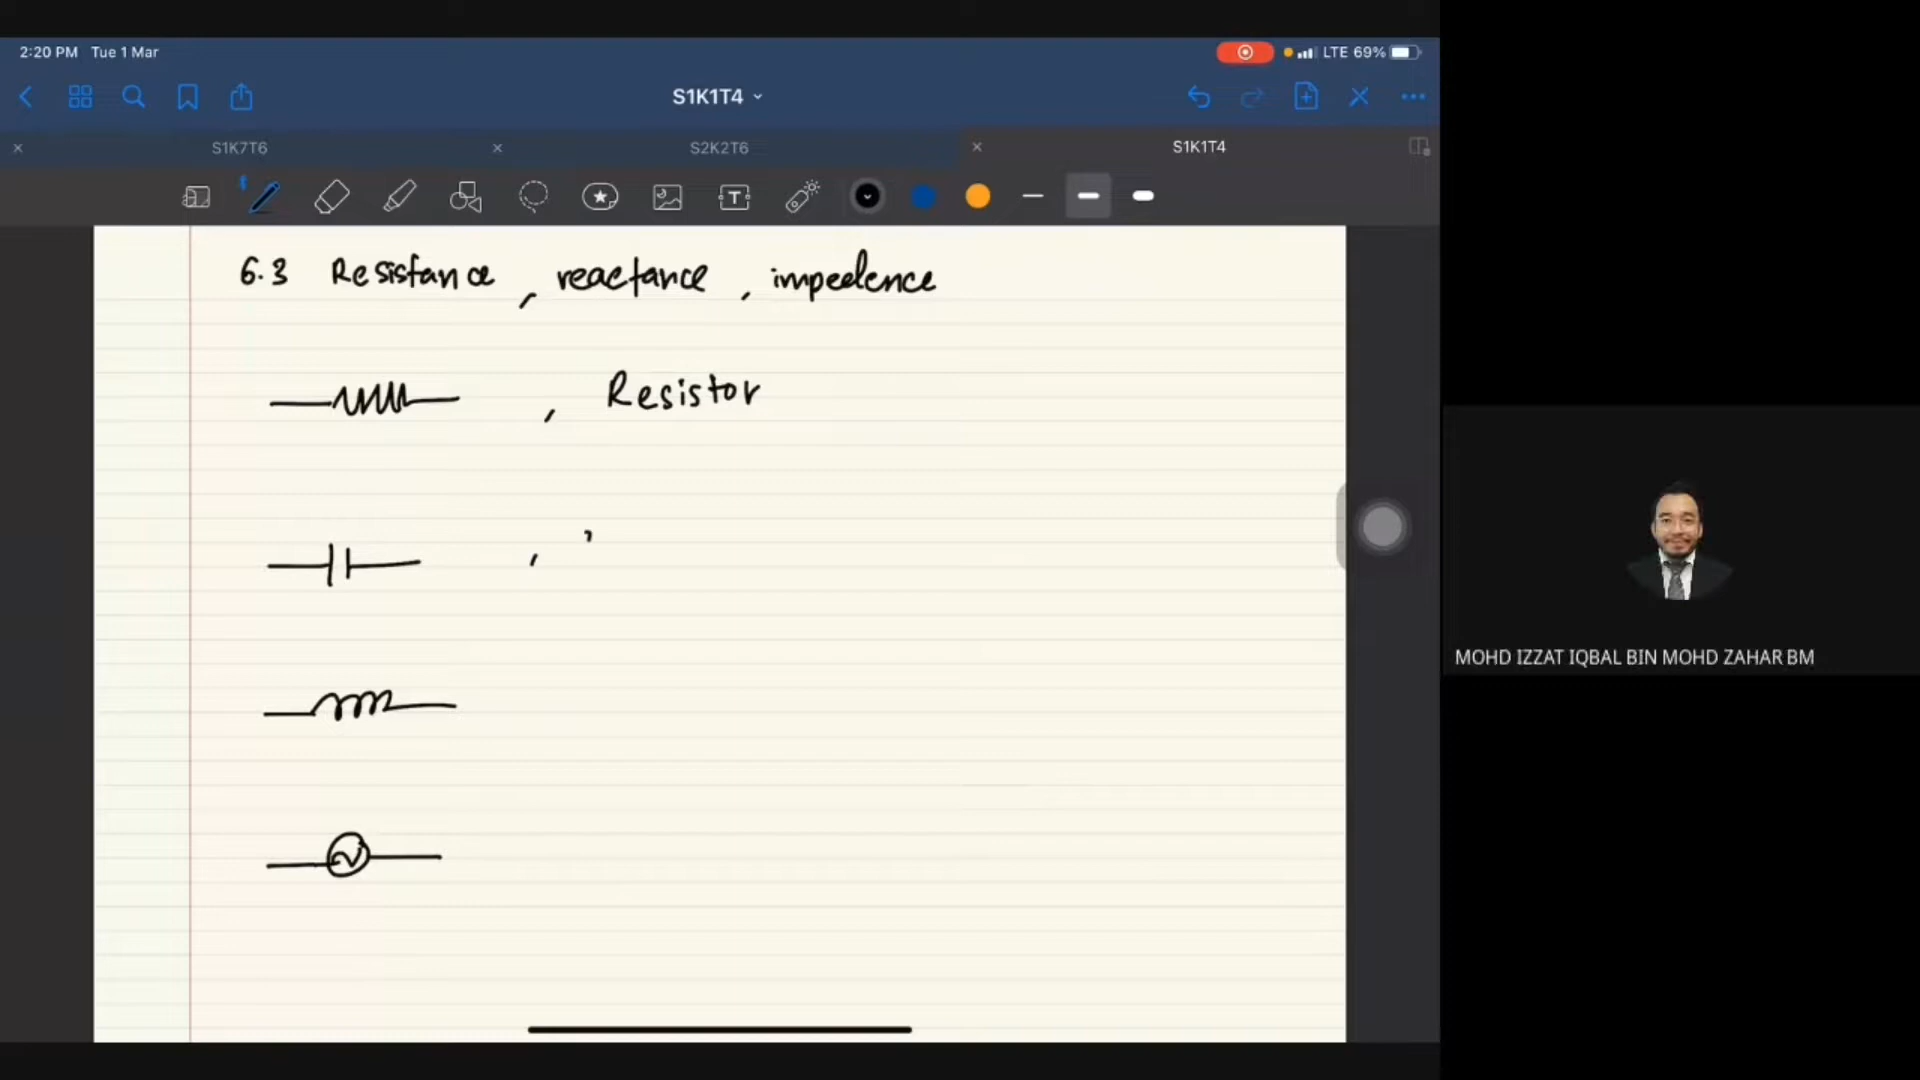 2:20 PM Tue 1 Mar
LTE 69%
S1K1T4
S1K7T6
S2K2T6
S1K1T4
T
6.3 Resistance, reactance, impedence
, Resistor
,
MOHD IZZAT IQBAL BIN MOHD ZAHAR BM